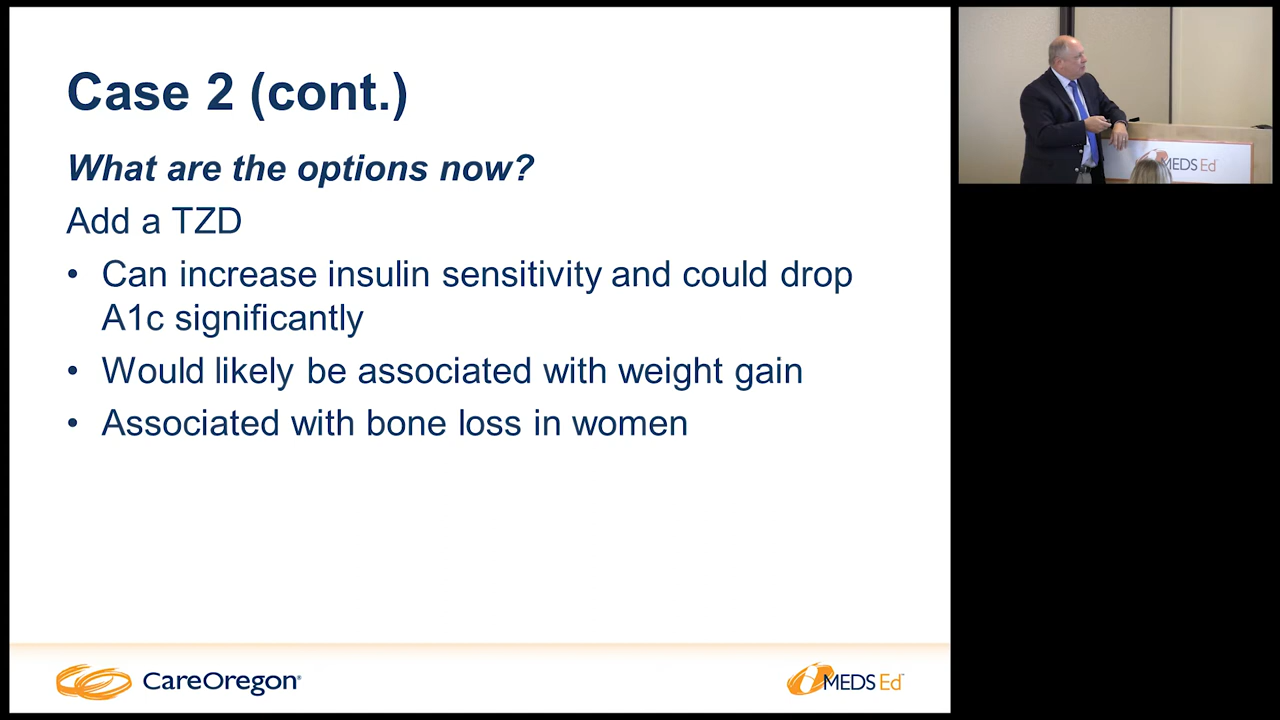 Case 2 (cont.)
What are the options now?
Add a TZD
• Can increase insulin sensitivity and could drop
A1c significantly
• Would likely be associated with weight gain
• Associated with bone loss in women
CareOregon®
MEDS Ed™
MEDS Ed